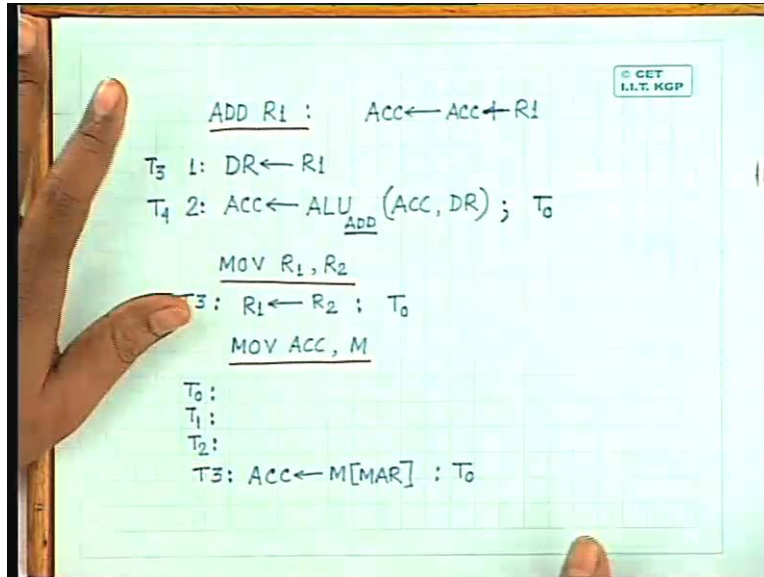 © CET
I.I.T. KGP
ADD R1 : ACC ← ACC + R1
T3 1: DR ← R1
T4 2: ACC ← ALU ADD (ACC, DR) ; T0
MOV R1, R2
T3: R1 ← R2 ; T0
MOV ACC, M
T0:
T1:
T2:
T3: ACC ← M[MAR] : T0